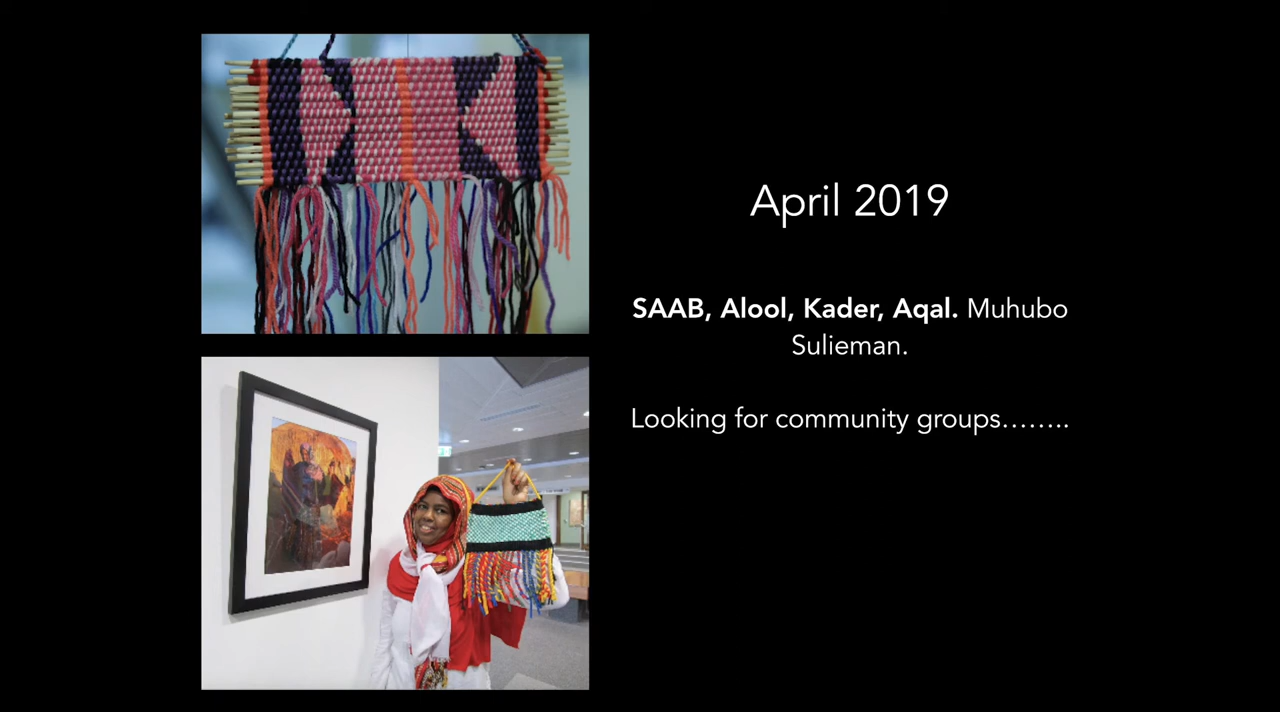 April 2019
SAAB, Alool, Kader, Aqal. Muhubo
Sulieman.
Looking for community groups……..